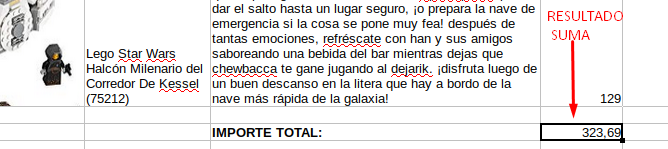 dar el salto hasta un lugar seguro, ¡o prepara la nave de
emergencia si la cosa se pone muy fea! después de
tantas emociones, refréscate con han y sus amigos
saboreando una bebida del bar mientras dejas que
chewbacca te gane jugando al dejarik. ¡disfruta luego de
un buen descanso en la litera que hay a bordo de la
nave más rápida de la galaxia!
Lego Star Wars
Halcón Milenario del
Corredor De Kessel
(75212)
129
RESULTADO
SUMA
IMPORTE TOTAL:
323,69